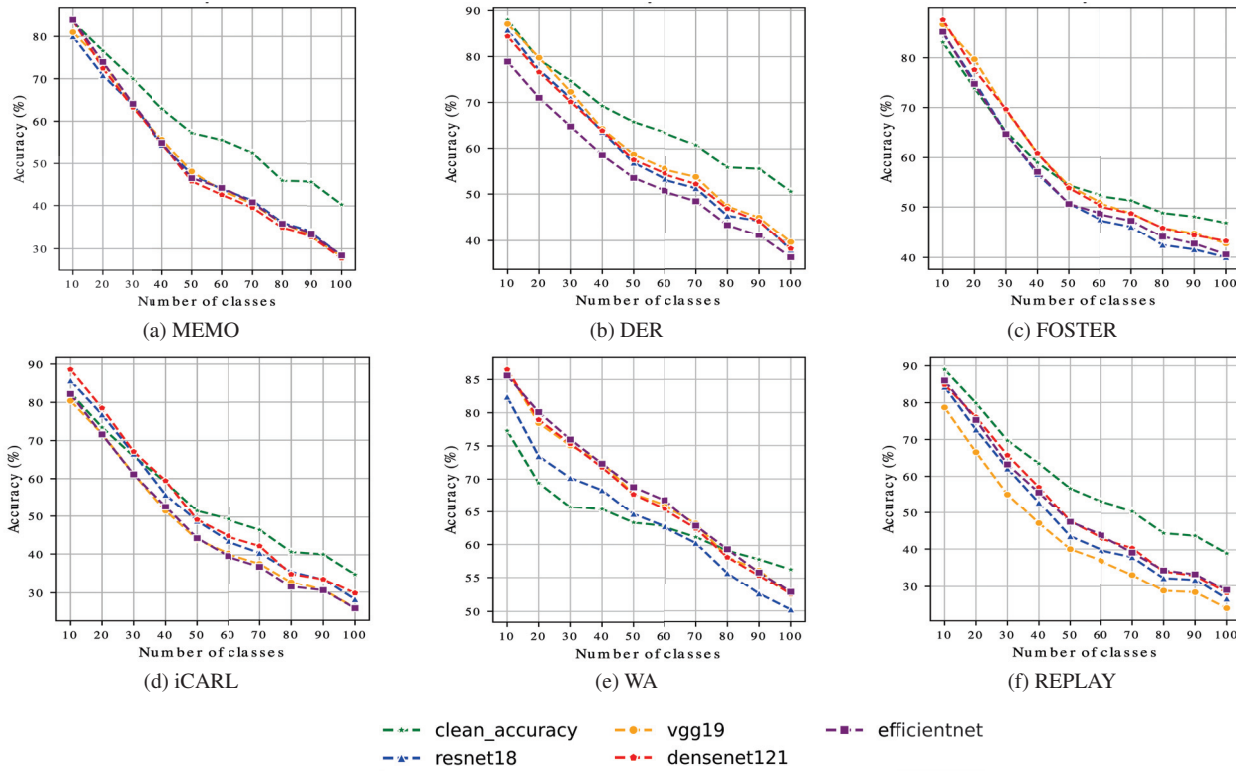 80
70
60
50
40
30
Accuracy (%)
10 20 30 40 50 60 70 80 90 100
Number of classes
(a) MEMO
90
80
70
60
50
40
Accuracy (%)
10 20 30 40 50 60 70 80 90 100
Number of classes
(b) DER
80
70
60
50
40
Accuracy (%)
10 20 30 40 50 60 70 80 90 100
Number of classes
(c) FOSTER
90
80
70
60
50
40
30
Accuracy (%)
10 20 30 40 50 60 70 80 90 100
Number of classes
(d) iCARL
85
80
75
70
65
60
55
50
Accuracy (%)
10 20 30 40 50 60 70 80 90 100
Number of classes
(e) WA
90
80
70
60
50
40
30
Accuracy (%)
10 20 30 40 50 60 70 80 90 100
Number of classes
(f) REPLAY
clean_accuracy vgg19 efficientnet
resnet18 densenet121